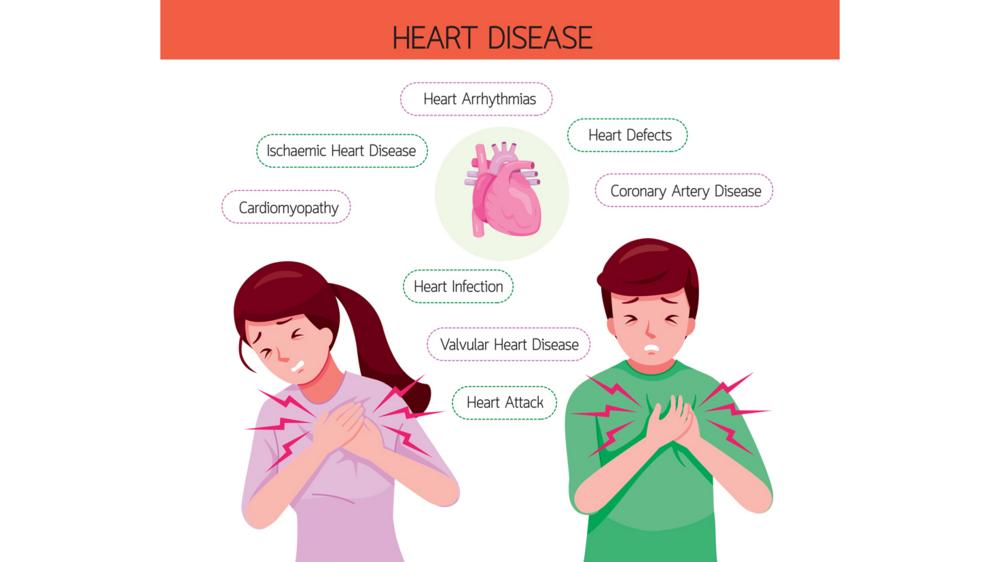 HEART DISEASE
Heart Arrhythmias
Heart Defects
Ischaemic Heart Disease
Coronary Artery Disease
Cardiomyopathy
Heart Infection
Valvular Heart Disease
Heart Attack